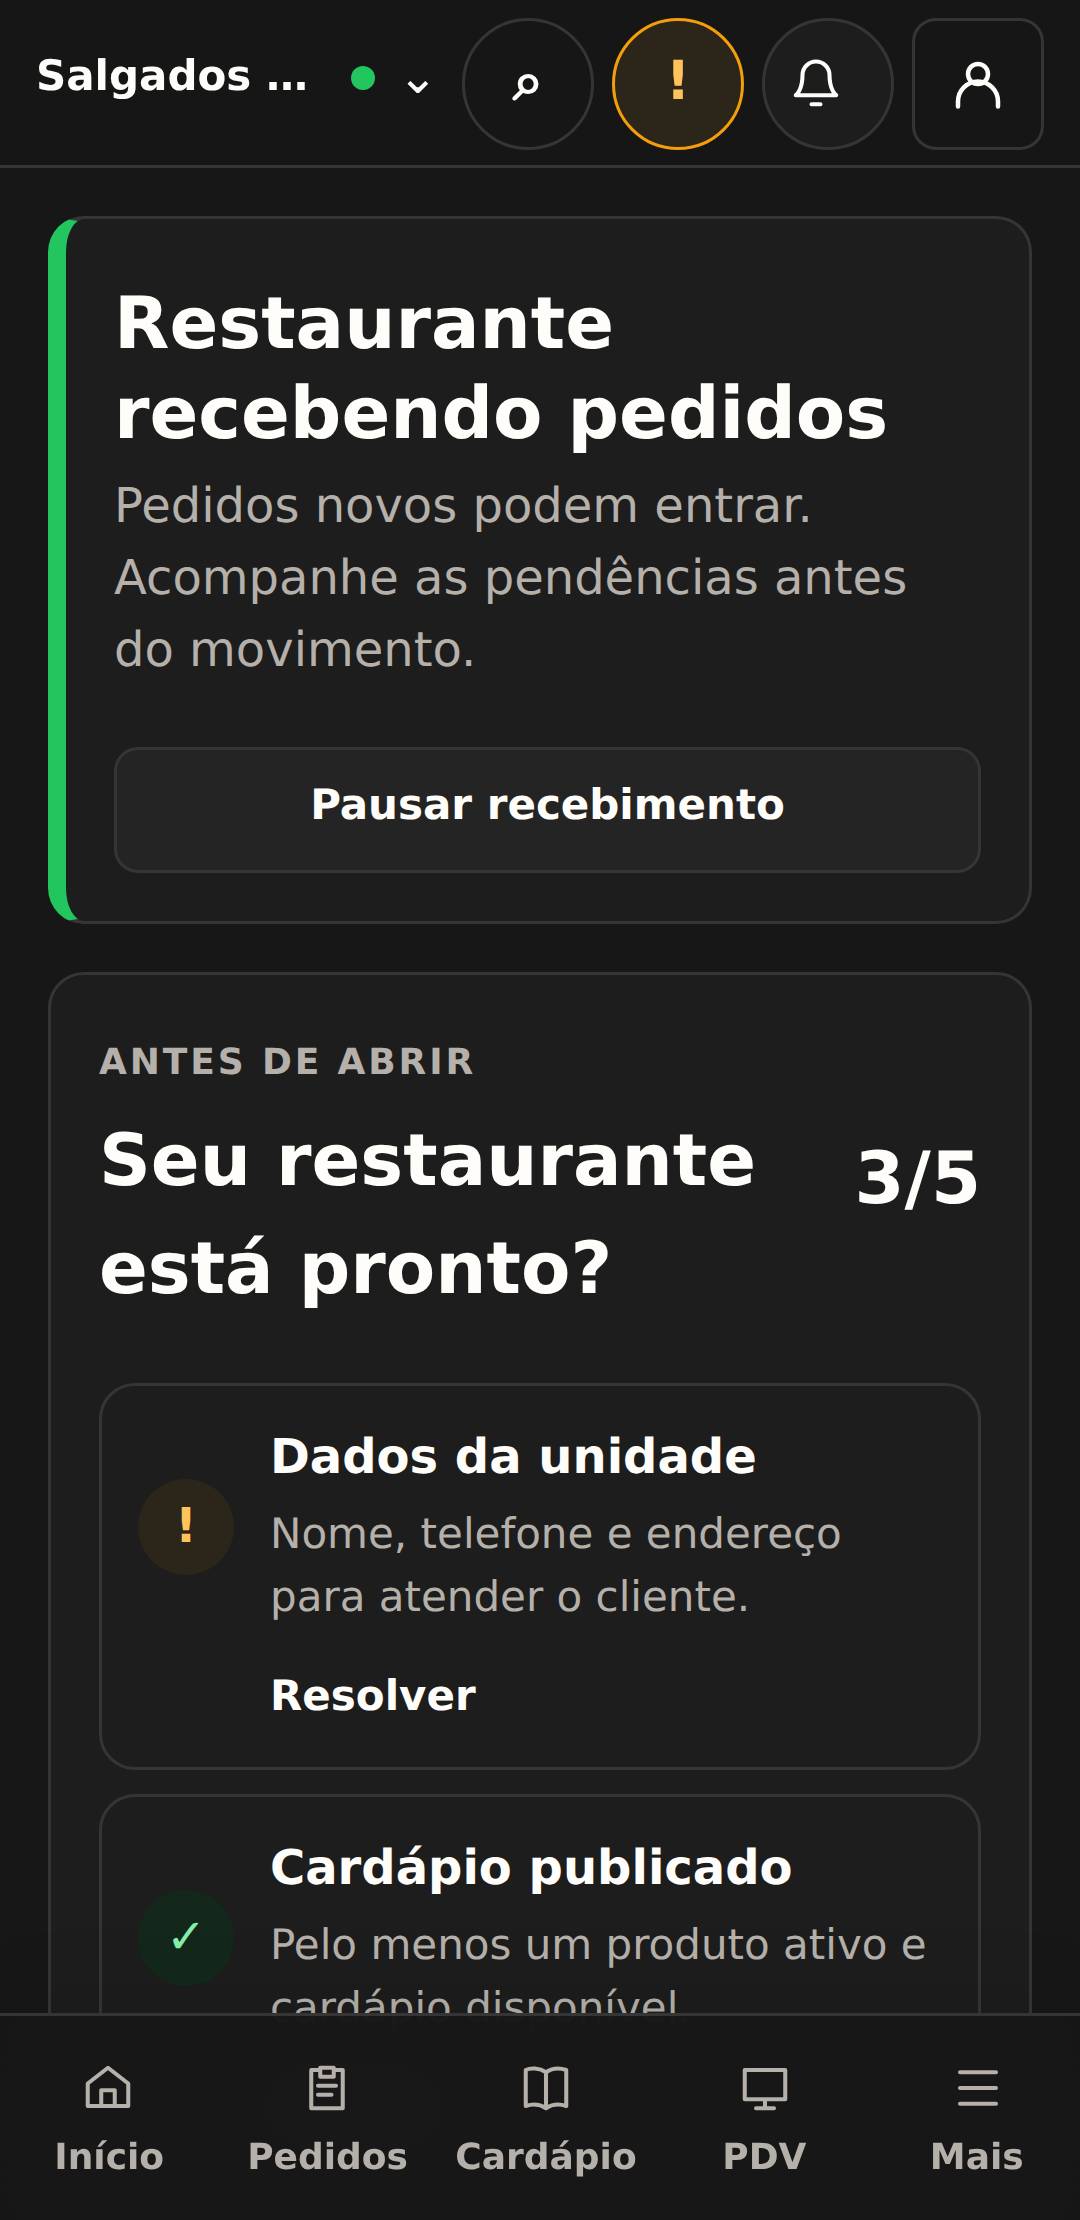 Salgados ...
!
Restaurante
recebendo pedidos
Pedidos novos podem entrar.
Acompanhe as pendências antes
do movimento.
Pausar recebimento
ANTES DE ABRIR
Seu restaurante
está pronto?
3/5
!
Dados da unidade
Nome, telefone e endereço
para atender o cliente.
Resolver
✓
Cardápio publicado
Pelo menos um produto ativo e
cardápio disponível
Início
Pedidos
Cardápio
PDV
Mais